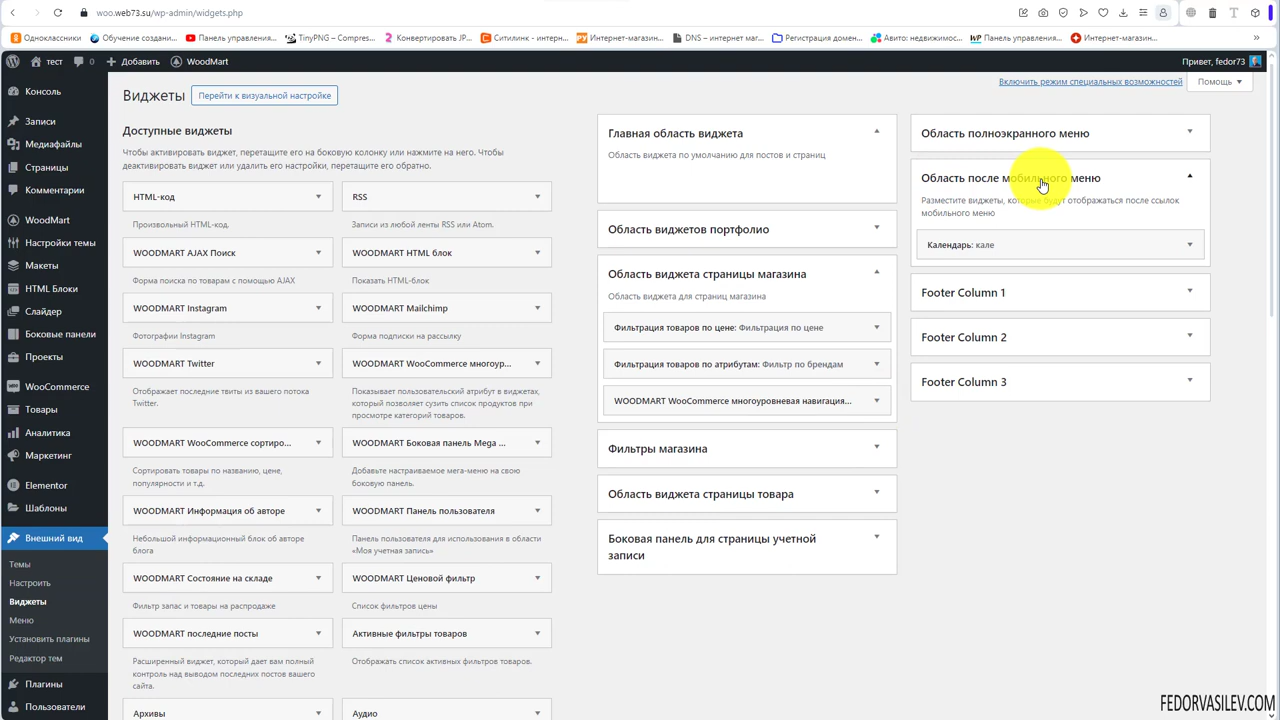 woo.web73.su/wp-admin/widgets.php
Одноклассники
Обучение создани...
Панель управления...
TinyPNG – Compres...
Конвертировать JP...
Ситилинк - интерн...
Интернет-магазин...
DNS – интернет маг...
Регистрация домен...
Авито: недвижимос...
Панель управления...
Интернет-магазин...
»
тест
0
Добавить
WoodMart
Привет, fedor73
Консоль
Записи
Медиафайлы
Страницы
Комментарии
WoodMart
Настройки темы
Макеты
HTML Блоки
Слайдер
Боковые панели
Проекты
WooCommerce
Товары
Аналитика
Маркетинг
Elementor
Шаблоны
Внешний вид
Темы
Настроить
Виджеты
Меню
Установить плагины
Редактор тем
Плагины
Пользователи
Включить режим специальных возможностей
Помощь
Виджеты
Перейти к визуальной настройке
Доступные виджеты
Чтобы активировать виджет, перетащите его на боковую колонку или нажмите на него. Чтобы
деактивировать виджет или удалить его настройки, перетащите его обратно.
HTML-код
Произвольный HTML-код.
RSS
Записи из любой ленты RSS или Atom.
WOODMART AJAX Поиск
Форма поиска по товарам с помощью AJAX
WOODMART HTML блок
Показать HTML-блок
WOODMART Instagram
Фотографии Instagram
WOODMART Mailchimp
Форма подписки на рассылку
WOODMART Twitter
Отображает последние твиты из вашего потока
Twitter.
WOODMART WooCommerce многоур...
Показывает пользовательский атрибут в виджетах,
который позволяет сузить список продуктов при
просмотре категорий товаров.
WOODMART WooCommerce сортиро...
Сортировать товары по названию, цене,
популярности и т.д.
WOODMART Боковая панель Mega ...
Добавьте настраиваемое мега-меню на свою
боковую панель.
WOODMART Информация об авторе
Небольшой информационный блок об авторе
блога
WOODMART Панель пользователя
Панель пользователя для использования в области
«Моя учетная запись»
WOODMART Состояние на складе
Фильтр запас и товары на распродаже
WOODMART Ценовой фильтр
Список фильтров цены
WOODMART последние посты
Расширенный виджет, который дает вам полный
контроль над выводом последних постов вашего
сайта.
Активные фильтры товаров
Отображать список активных фильтров товаров.
Архивы
Аудио
Главная область виджета
Область виджета по умолчанию для постов и страниц
Область виджетов портфолио
Область виджета страницы магазина
Область виджета для страниц магазина
Фильтрация товаров по цене: Фильтрация по цене
Фильтрация товаров по атрибутам: Фильтр по брендам
WOODMART WooCommerce многоуровневая навигация...
Фильтры магазина
Область виджета страницы товара
Боковая панель для страницы учетной
записи
Область полноэкранного меню
Область после мобильного меню
Разместите виджеты, которые будут отображаться после ссылок
мобильного меню
Календарь: кале
Footer Column 1
Footer Column 2
Footer Column 3
FEDORVASILEV.COM